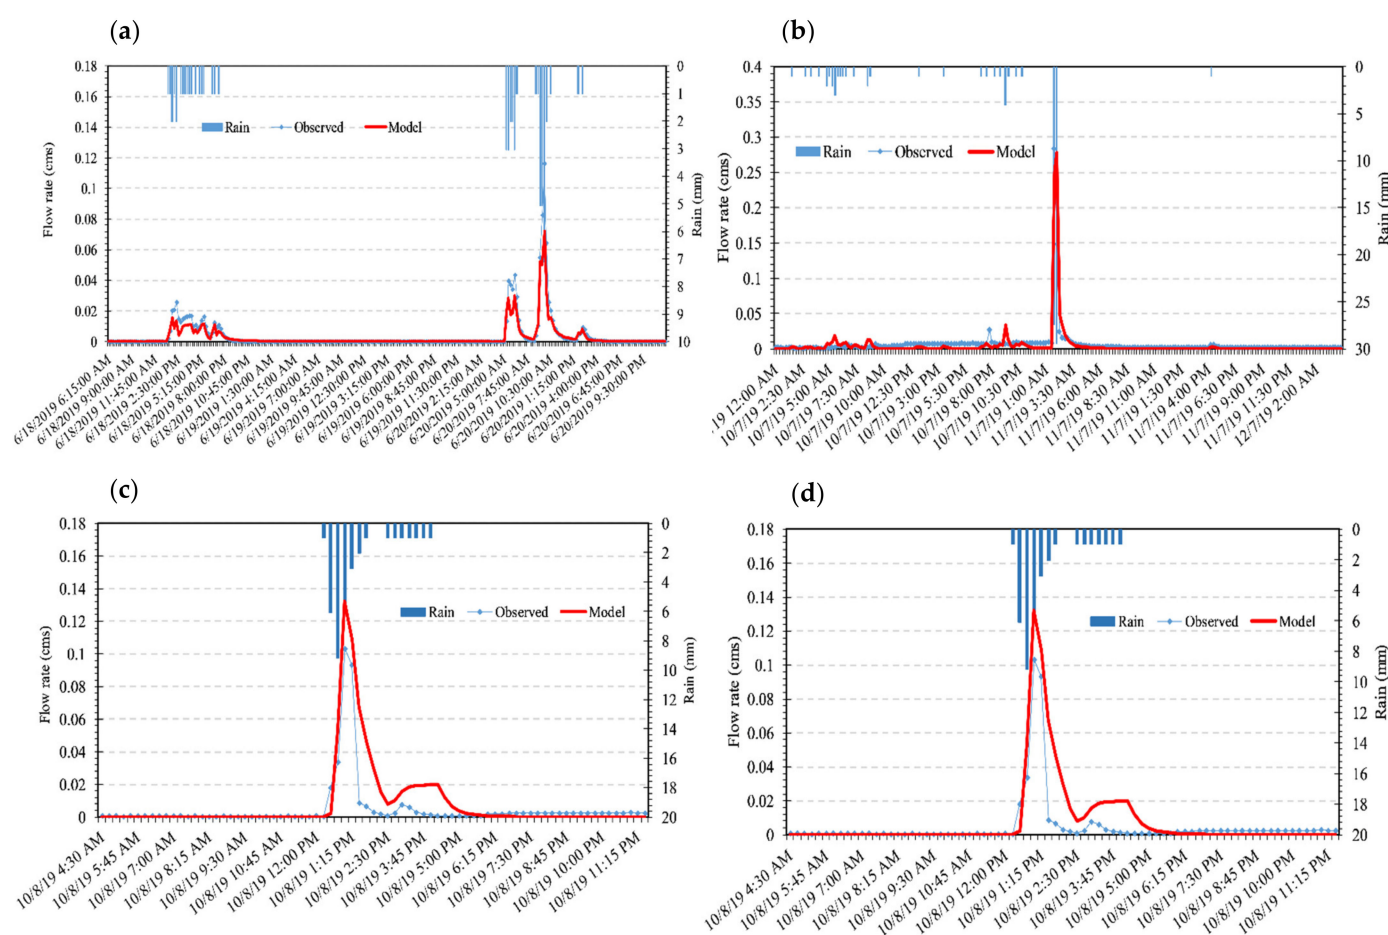 (a)
0.18
0.16
0.14
0.12
0.1
0.08
0.06
0.04
0.02
0
Flow rate (cms)
Rain
Observed
Model
0
1
2
3
4
5
6
7
8
9
10
Rain (mm)
6/18/2019 6:15:00 AM
6/18/2019 9:00:00 AM
6/18/2019 11:45:00 AM
6/18/2019 2:30:00 PM
6/18/2019 5:15:00 PM
6/18/2019 8:00:00 PM
6/18/2019 10:45:00 PM
6/19/2019 1:30:00 AM
6/19/2019 4:15:00 AM
6/19/2019 7:00:00 AM
6/19/2019 9:45:00 AM
6/19/2019 12:30:00 PM
6/19/2019 3:15:00 PM
6/19/2019 6:00:00 PM
6/19/2019 8:45:00 PM
6/19/2019 11:30:00 PM
6/20/2019 2:15:00 AM
6/20/2019 5:00:00 AM
6/20/2019 7:45:00 AM
6/20/2019 10:30:00 AM
6/20/2019 1:15:00 PM
6/20/2019 4:00:00 PM
6/20/2019 6:45:00 PM
6/20/2019 9:30:00 PM
(b)
0.4
0.35
0.3
0.25
0.2
0.15
0.1
0.05
0
Flow rate (cms)
Rain
Observed
Model
0
5
10
15
20
25
30
Rain (mm)
/19 12:00 AM
10/7/19 2:30 AM
10/7/19 5:00 AM
10/7/19 7:30 AM
10/7/19 10:00 AM
10/7/19 12:30 PM
10/7/19 3:00 PM
10/7/19 5:30 PM
10/7/19 8:00 PM
10/7/19 10:30 PM
11/7/19 1:00 AM
11/7/19 3:30 AM
11/7/19 6:00 AM
11/7/19 8:30 AM
11/7/19 11:00 AM
11/7/19 1:30 PM
11/7/19 4:00 PM
11/7/19 6:30 PM
11/7/19 9:00 PM
11/7/19 11:30 PM
12/7/19 2:00 AM
(c)
0.18
0.16
0.14
0.12
0.1
0.08
0.06
0.04
0.02
0
Flow rate (cms)
Rain
Observed
Model
0
2
4
6
8
10
12
14
16
18
20
Rain (mm)
10/8/19 4:30 AM
10/8/19 5:45 AM
10/8/19 7:00 AM
10/8/19 8:15 AM
10/8/19 9:30 AM
10/8/19 10:45 AM
10/8/19 12:00 PM
10/8/19 1:15 PM
10/8/19 2:30 PM
10/8/19 3:45 PM
10/8/19 5:00 PM
10/8/19 6:15 PM
10/8/19 7:30 PM
10/8/19 8:45 PM
10/8/19 10:00 PM
10/8/19 11:15 PM
(d)
0.18
0.16
0.14
0.12
0.1
0.08
0.06
0.04
0.02
0
Flow rate (cms)
Rain
Observed
Model
0
2
4
6
8
10
12
14
16
18
20
Rain (mm)
10/8/19 4:30 AM
10/8/19 5:45 AM
10/8/19 7:00 AM
10/8/19 8:15 AM
10/8/19 9:30 AM
10/8/19 10:45 AM
10/8/19 12:00 PM
10/8/19 1:15 PM
10/8/19 2:30 PM
10/8/19 3:45 PM
10/8/19 5:00 PM
10/8/19 6:15 PM
10/8/19 7:30 PM
10/8/19 8:45 PM
10/8/19 10:00 PM
10/8/19 11:15 PM